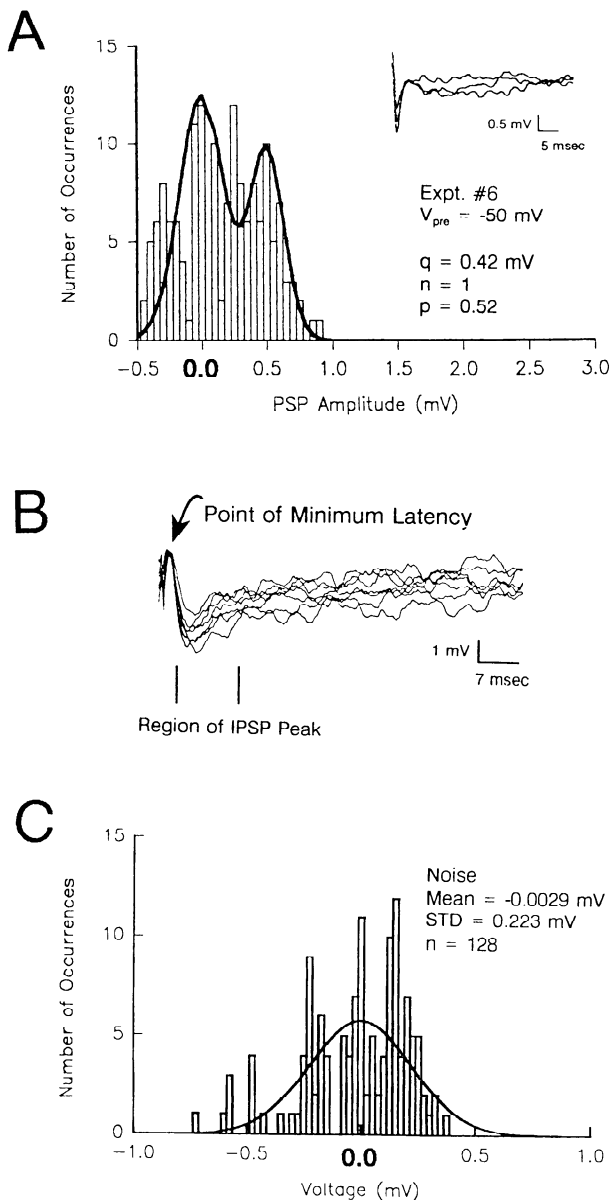 A
15
10
5
0
Number of Occurrences
−0.5
0.0
0.5
1.0
1.5
2.0
2.5
3.0
PSP Amplitude (mV)
0.5 mV
5 msec
Expt. #6
Vpre = -50 mV
q = 0.42 mV
n = 1
p = 0.52
B
Point of Minimum Latency
1 mV
7 msec
Region of IPSP Peak
C
15
10
5
0
Number of Occurrences
−1.0
−0.5
0.0
0.5
1.0
Voltage (mV)
Noise
Mean = -0.0029 mV
STD = 0.223 mV
n = 128